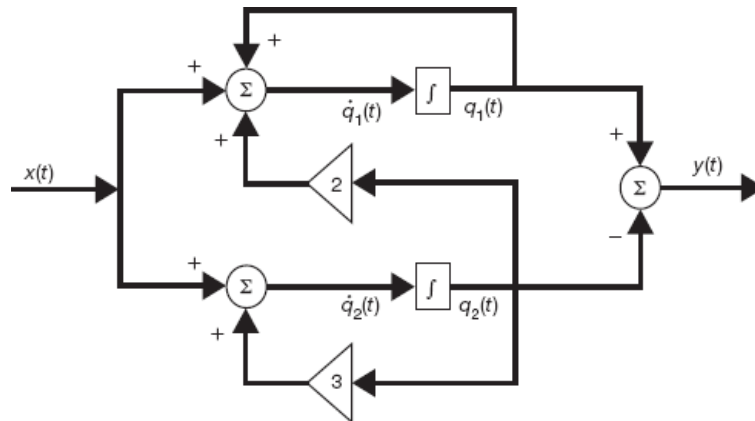 +
+ Σ ∫
q̇₁(t) q₁(t)
+ +
2
x(t) Σ y(t)
−
+ Σ ∫
q̇₂(t) q₂(t)
+
3